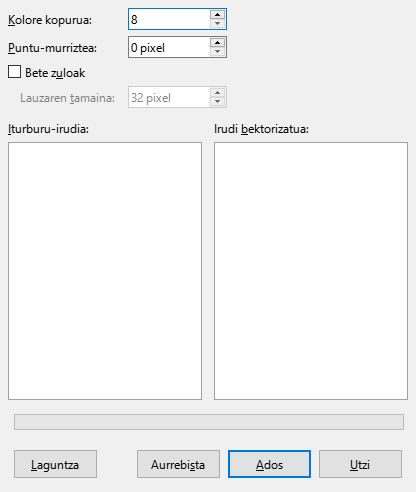 Kolore kopurua: 8
Puntu-murriztea: 0 pixel
Bete zuloak
Lauzaren tamaina: 32 pixel
Iturburu-irudia: Irudi bektorizatua:
Laguntza Aurrebista Ados Utzi